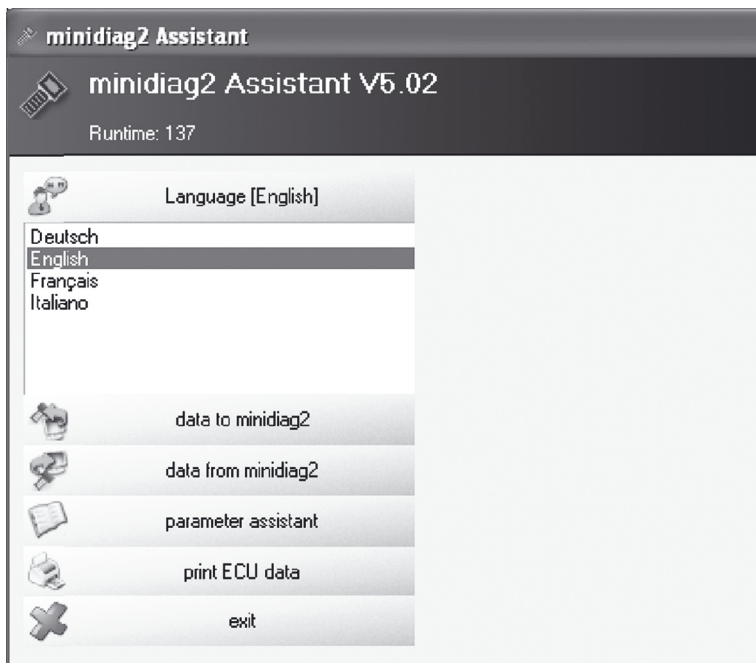 minidiag2 Assistant
minidiag2 Assistant V5.02
Runtime: 137
Language [English]
Deutsch
English
Français
Italiano
data to minidiag2
data from minidiag2
parameter assistant
print ECU data
exit